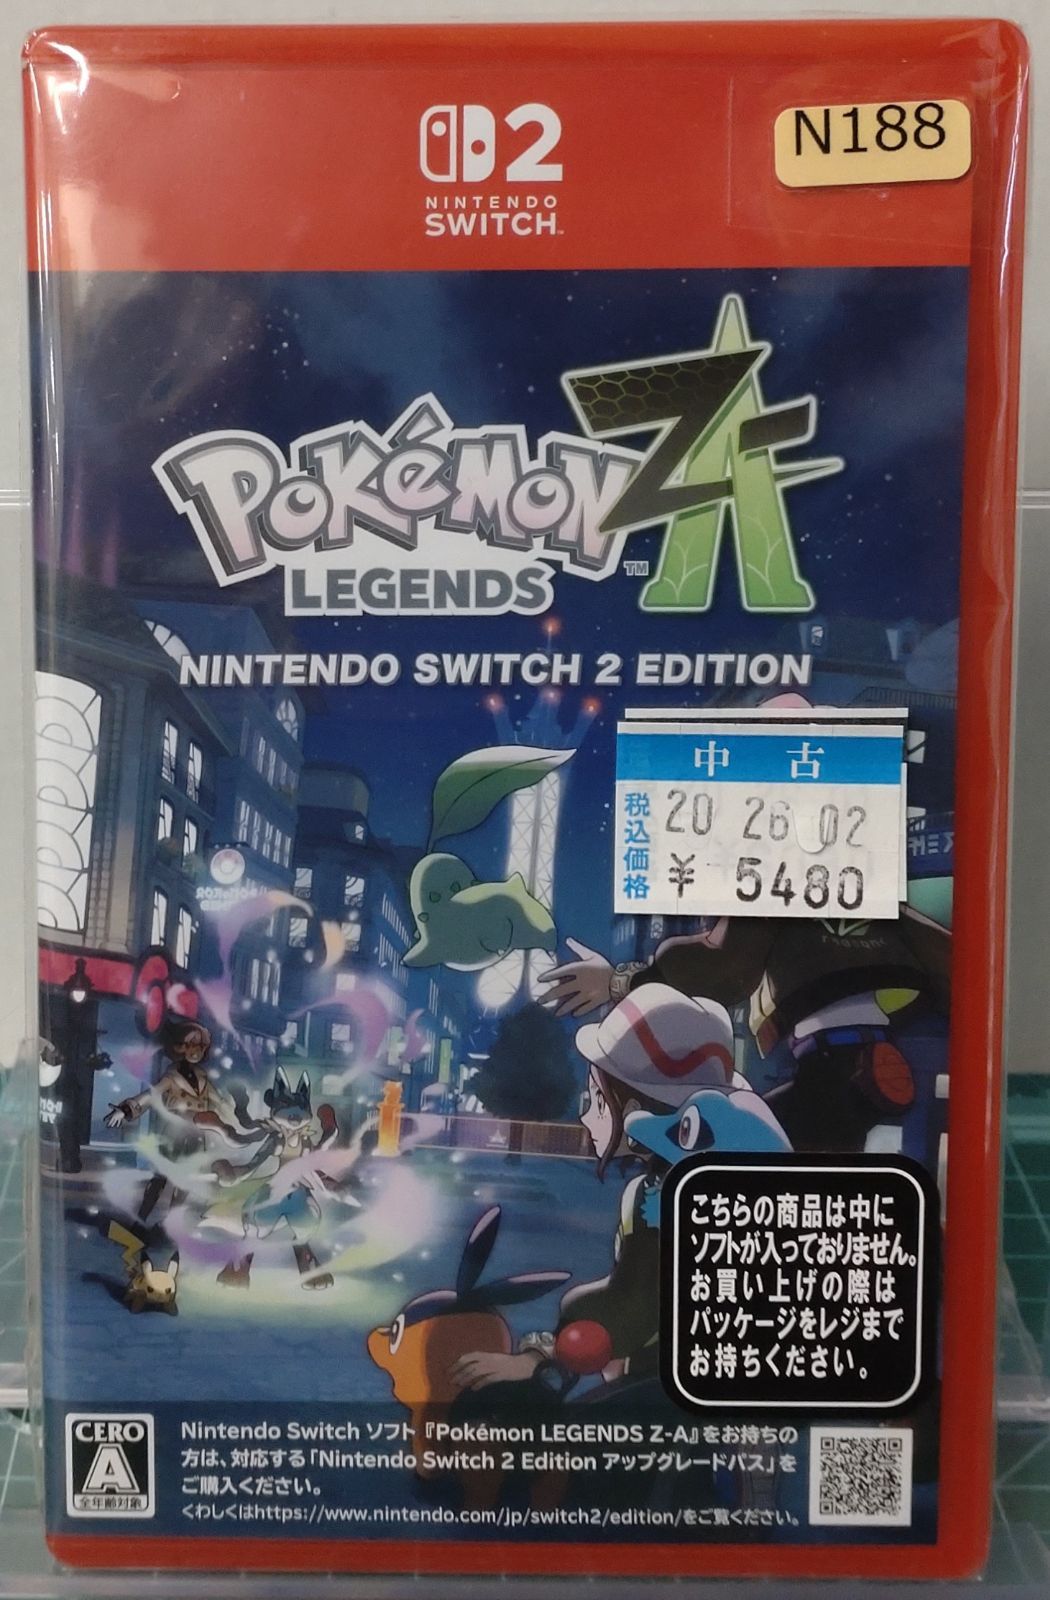 N188
2
NINTENDO
SWITCH
POKÉMON
ZA
LEGENDS
TM
NINTENDO SWITCH 2 EDITION
中古
税込価格
20 26 02
¥ 5480
こちらの商品は中に
ソフトが入っておりません。
お買い上げの際は
パッケージをレジまで
お持ちください。
CERO
A
全年齢対象
Nintendo Switch ソフト『Pokémon LEGENDS Z-A』をお持ちの
方は、対応する「Nintendo Switch 2 Edition アップグレードパス」を
ご購入ください。
くわしくはhttps://www.nintendo.com/jp/switch2/edition/をご覧ください。